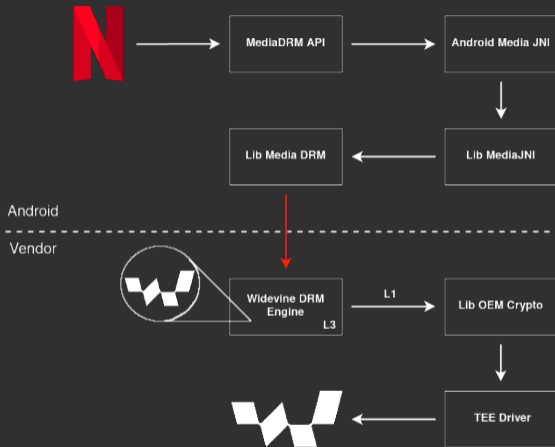 MediaDRM API
Android Media JNI
Lib Media DRM
Lib MediaJNI
Android
Vendor
Widevine DRM
Engine
L3
L1
Lib OEM Crypto
TEE Driver